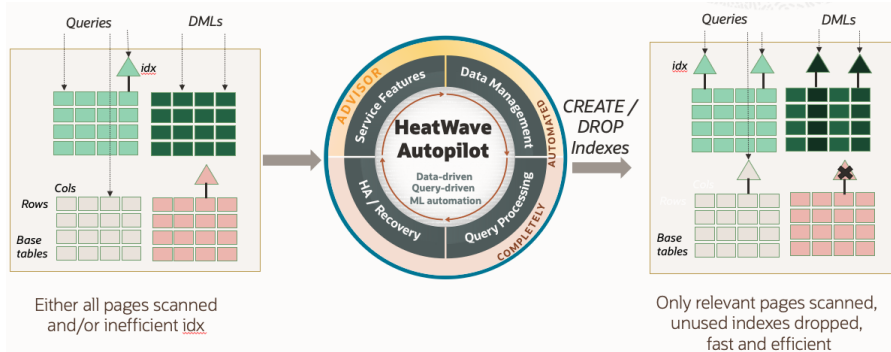 Queries
DMLs
idx
Cols
Rows
Base
tables
Either all pages scanned
and/or inefficient idx
ADVISOR
Service Features
Data Management
AUTOMATED
HeatWave
Autopilot
Data-driven
Query-driven
ML automation
HA / Recovery
Query Processing
COMPLETELY
CREATE /
DROP
Indexes
Queries
DMLs
idx
Base
tables
Only relevant pages scanned,
unused indexes dropped,
fast and efficient